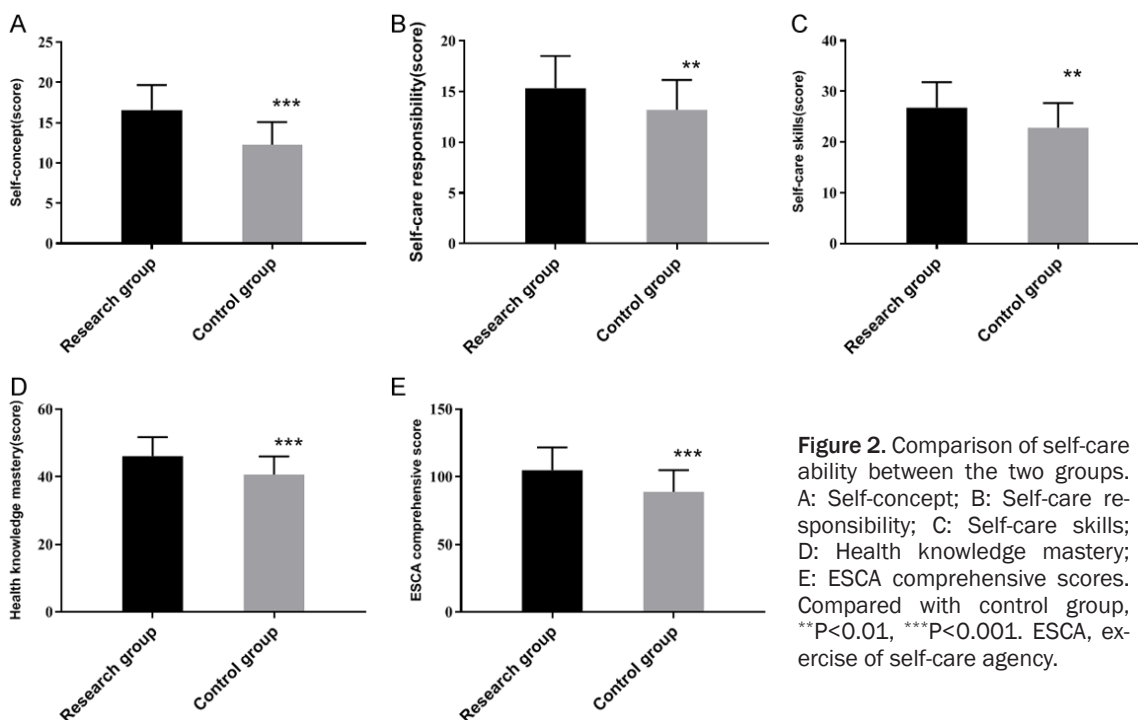 A
Self-concept(score)
25
20
15
10
5
0
***
Research group
Control group
B
Self-care responsibility(score)
20
15
10
5
0
**
Research group
Control group
C
Self-care skills(score)
40
30
20
10
0
**
Research group
Control group
D
Health knowledge mastery(score)
60
40
20
0
***
Research group
Control group
E
ESCA comprehensive score
150
100
50
0
***
Research group
Control group
Figure 2. Comparison of self-care
ability between the two groups.
A: Self-concept; B: Self-care re-
sponsibility; C: Self-care skills;
D: Health knowledge mastery;
E: ESCA comprehensive scores.
Compared with control group,
**P<0.01, ***P<0.001. ESCA, ex-
ercise of self-care agency.